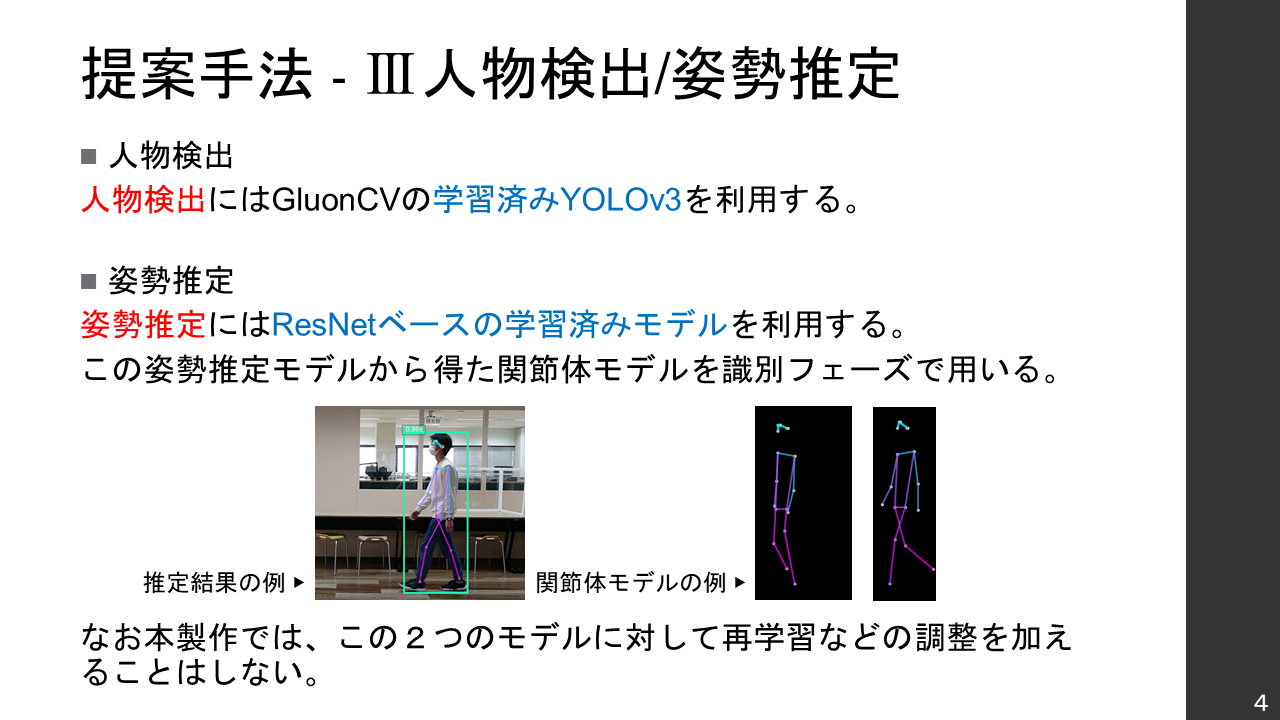 提案手法 - Ⅲ人物検出/姿勢推定
人物検出
人物検出にはGluonCVの学習済みYOLOv3を利用する。
姿勢推定
姿勢推定にはResNetベースの学習済みモデルを利用する。
この姿勢推定モデルから得た関節体モデルを識別フェーズで用いる。
0.998
推定結果の例
関節体モデルの例
なお本製作では、この２つのモデルに対して再学習などの調整を加え
ることはしない。
4